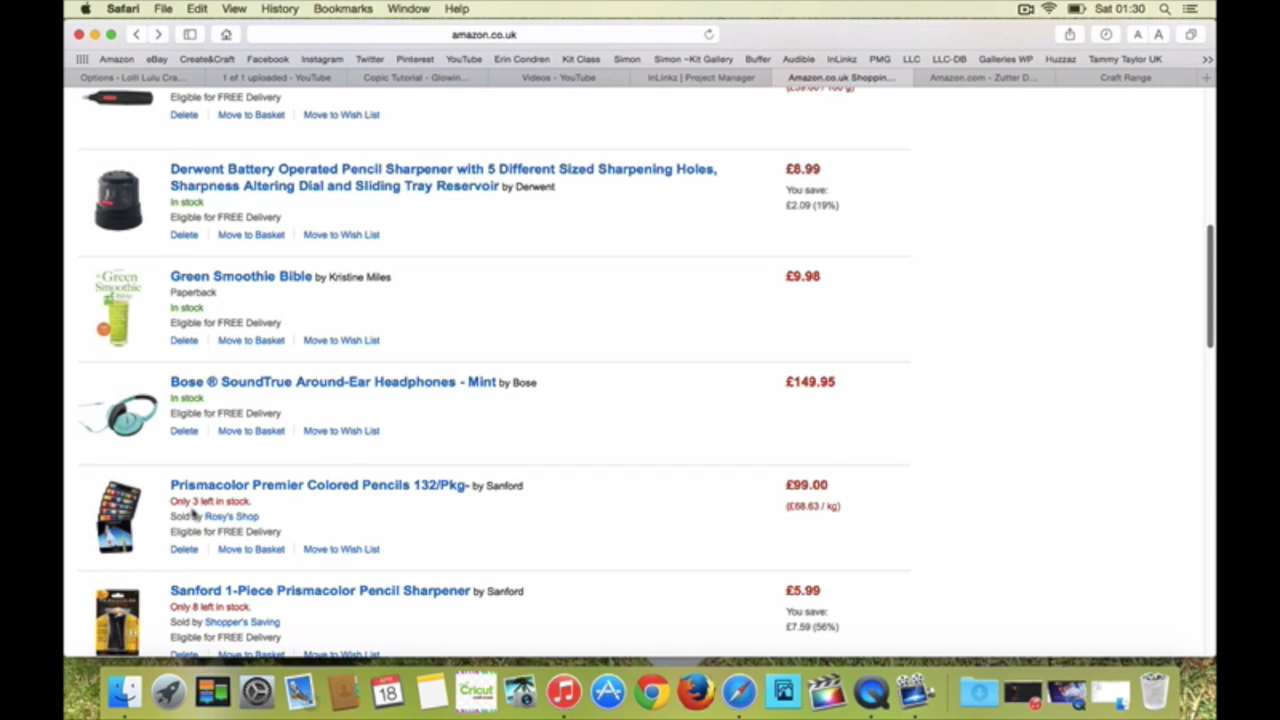 Safari File Edit View History Bookmarks Window Help Sat 01:30
amazon.co.uk A A
Amazon eBay Create&Craft Facebook Instagram Twitter Pinterest YouTube Erin Condren Kit Class Simon Simon ~Kit Gallery Buffer Audible InLinkz PMG LLC LLC-DB Galleries WP Huzzaz Tammy Taylor UK >>
Options - Lolli Lulu Cra... 1 of 1 uploaded - YouTube Copic Tutorial - Glowin... Videos - YouTube InLinkz | Project Manager Amazon.co.uk Shoppin... Amazon.com - Zutter D... Craft Range +
Eligible for FREE Delivery
Delete Move to Basket Move to Wish List
Derwent Battery Operated Pencil Sharpener with 5 Different Sized Sharpening Holes, £8.99
Sharpness Altering Dial and Sliding Tray Reservoir by Derwent You save:
In stock £2.09 (19%)
Eligible for FREE Delivery
Delete Move to Basket Move to Wish List
Green Smoothie Bible by Kristine Miles £9.98
Paperback
In stock
Eligible for FREE Delivery
Delete Move to Basket Move to Wish List
Green
Smoothie
Bose ® SoundTrue Around-Ear Headphones - Mint by Bose £149.95
In stock
Eligible for FREE Delivery
Delete Move to Basket Move to Wish List
Prismacolor Premier Colored Pencils 132/Pkg- by Sanford £99.00
Only 3 left in stock. (£68.63 / kg)
Sold by Rosy's Shop
Eligible for FREE Delivery
Delete Move to Basket Move to Wish List
Sanford 1-Piece Prismacolor Pencil Sharpener by Sanford £5.99
Only 8 left in stock. You save:
Sold by Shopper's Saving £7.59 (56%)
Eligible for FREE Delivery
Delete Move to Basket Move to Wish List
APR
18
Cricut